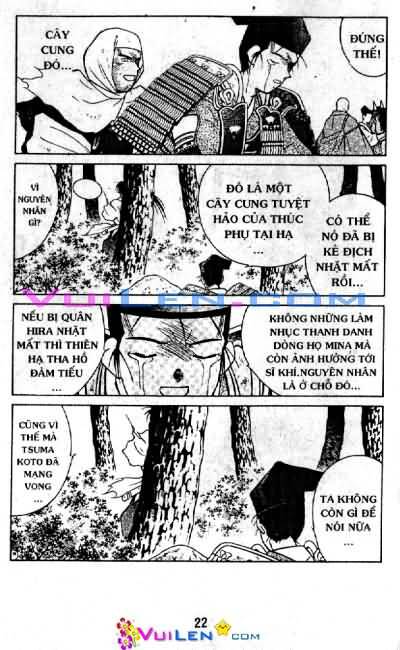 CÂY
CUNG
ĐÓ...
ĐÚNG
THẾ!
VÌ
NGUYÊN
NHÂN
GÌ?
ĐÓ LÀ MỘT
CÂY CUNG TUYỆT
HẢO CỦA THÚC
PHỤ TẠI HẠ
...
CÓ THỂ
NÓ ĐÃ BỊ
KẺ ĐỊCH
NHẶT MẤT
RỒI...
VUILEN.COM
NẾU BỊ QUÂN
HIRA NHẶT
MẤT THÌ THIÊN
HẠ THA HỒ
ĐÀM TIẾU
...
KHÔNG NHỮNG LÀM
NHỤC THANH DANH
DÒNG HỌ MINA MÀ
CÒN ẢNH HƯỞNG TỚI
SĨ KHÍ.NGUYÊN NHÂN
LÀ Ở CHỖ ĐÓ...
CŨNG VÌ
THẾ MÀ
TSUMA
KOTO ĐÃ
MẠNG
VONG
...
TA KHÔNG
CÒN GÌ ĐỂ
NÓI NỮA
...
22
VUILEN.COM